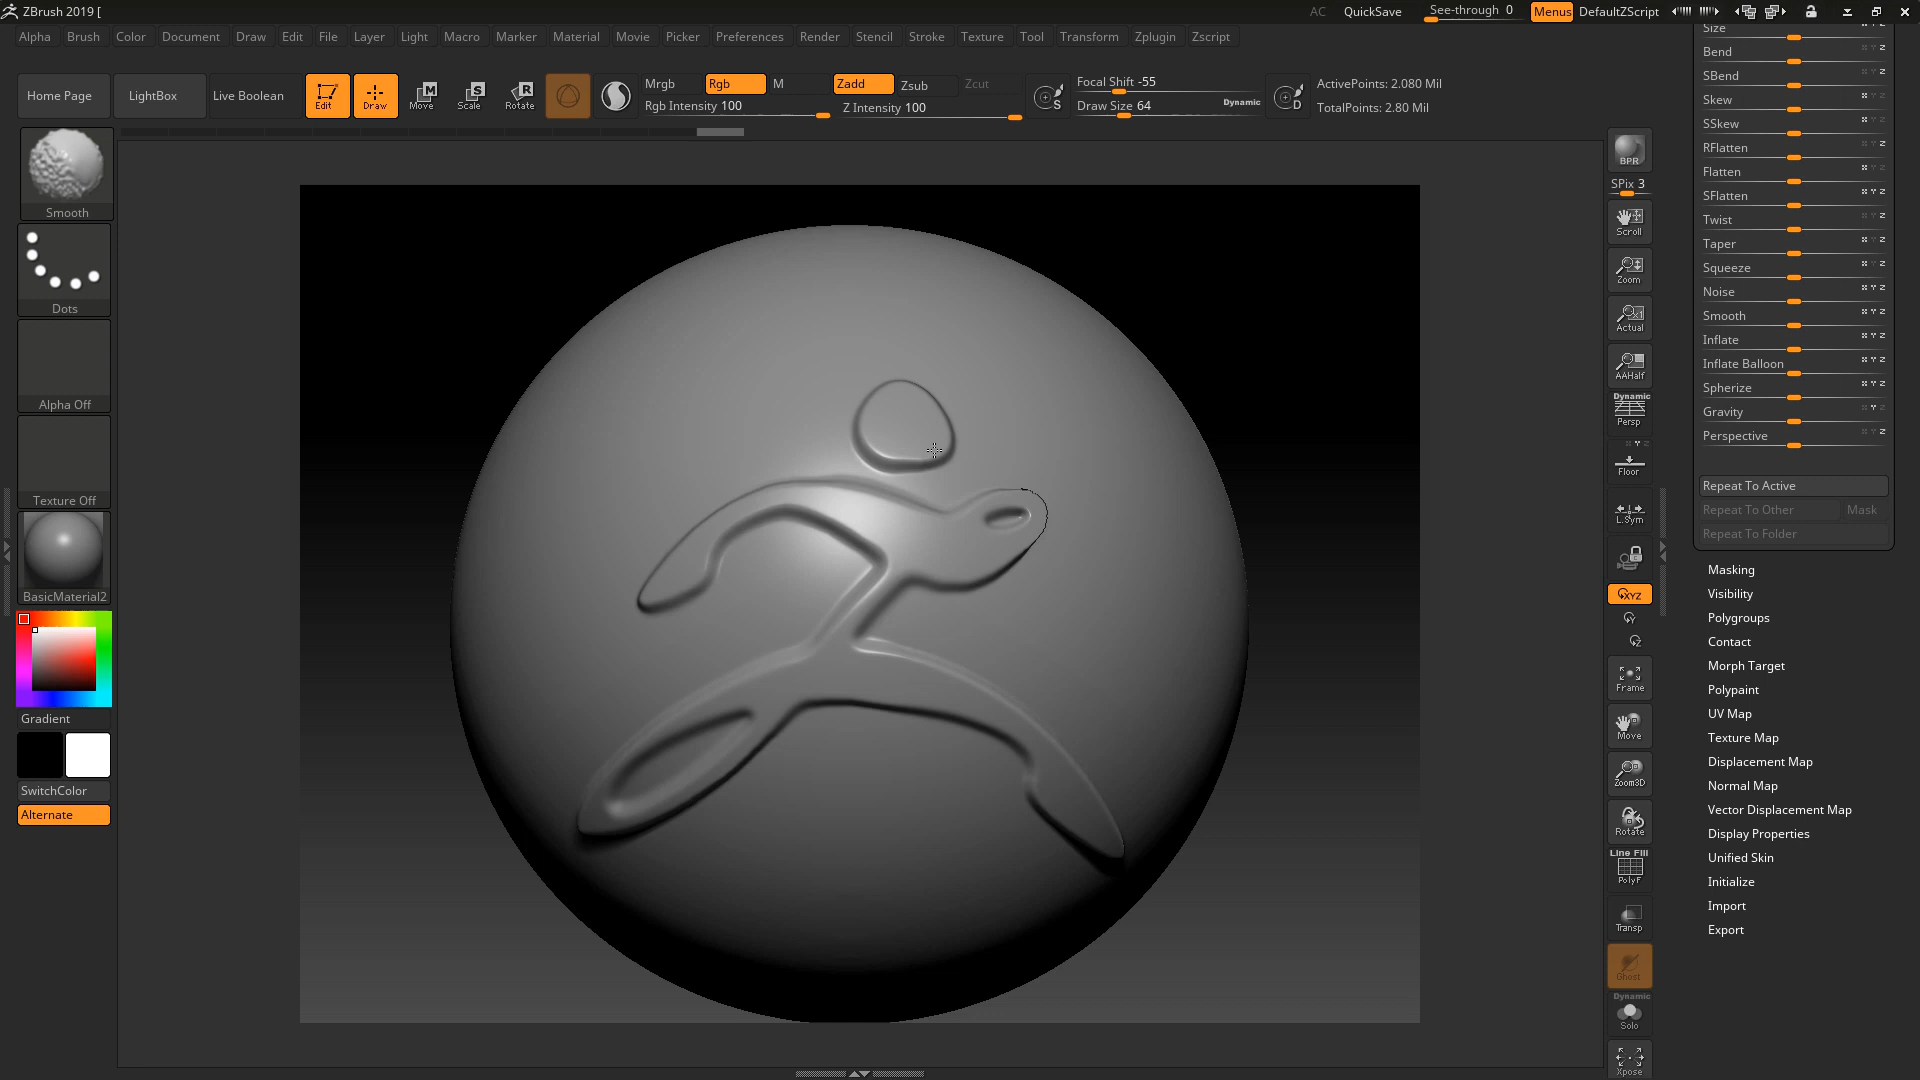 ZBrush 2019 [
AC QuickSave See-through 0 Menus DefaultZScript
Alpha Brush Color Document Draw Edit File Layer Light Macro Marker Material Movie Picker Preferences Render Stencil Stroke Texture Tool Transform Zplugin Zscript
Home Page LightBox Live Boolean Edit Draw Move Scale Rotate
Mrgb Rgb M Zadd Zsub Zcut
Rgb Intensity 100 Z Intensity 100
Focal Shift -55
Draw Size 64 Dynamic
ActivePoints: 2.080 Mil
TotalPoints: 2.80 Mil
Smooth
Dots
Alpha Off
Texture Off
BasicMaterial2
Gradient
SwitchColor
Alternate
BPR
SPix 3
Scroll
Zoom
Actual
AAHalf
Dynamic
Persp
Floor
L.Sym
XYZ
Y
Z
Frame
Move
Zoom3D
Rotate
Line Fill
PolyF
Transp
Ghost
Dynamic
Solo
Xpose
Size
Bend
SBend
Skew
SSkew
RFlatten
Flatten
SFlatten
Twist
Taper
Squeeze
Noise
Smooth
Inflate
Inflate Balloon
Spherize
Gravity
Perspective
Repeat To Active
Repeat To Other Mask
Repeat To Folder
Masking
Visibility
Polygroups
Contact
Morph Target
Polypaint
UV Map
Texture Map
Displacement Map
Normal Map
Vector Displacement Map
Display Properties
Unified Skin
Initialize
Import
Export